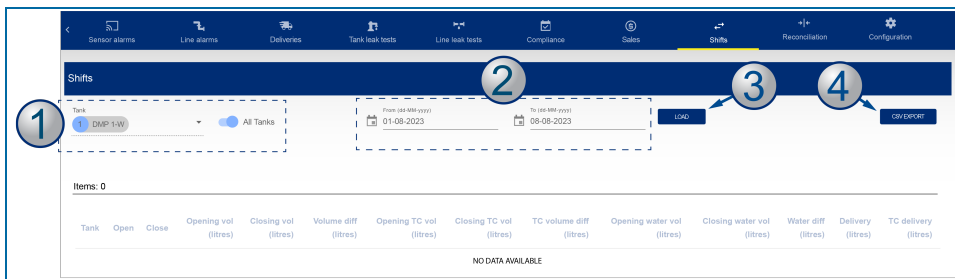 Sensor alarms Line alarms Deliveries Tank leak tests Line leak tests Compliance Sales Shifts Reconciliation Configuration
Shifts
1 2 3 4
Tank From (dd-MM-yyyy) To (dd-MM-yyyy)
1 DMP 1-W All Tanks 01-08-2023 08-08-2023 LOAD CSV EXPORT
Items: 0
Tank Open Close Opening vol (litres) Closing vol (litres) Volume diff (litres) Opening TC vol (litres) Closing TC vol (litres) TC volume diff (litres) Opening water vol (litres) Closing water vol (litres) Water diff (litres) Delivery (litres) TC delivery (litres)
NO DATA AVAILABLE